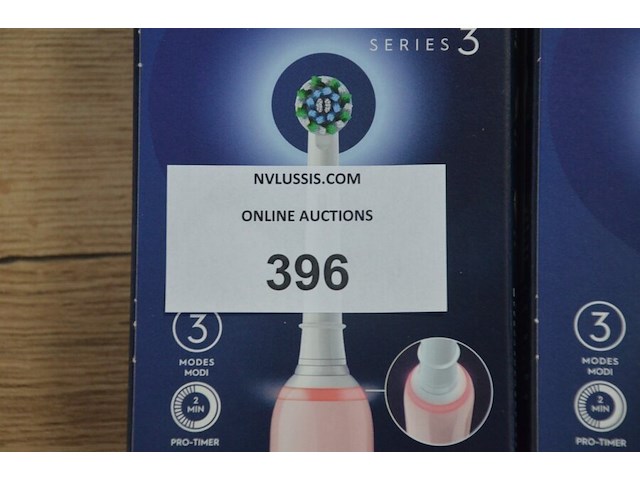 SERIES 3
NVLUSSIS.COM
ONLINE AUCTIONS
396
3
MODES
MODI
2
MIN
PRO-TIMER
3
MODES
MODI
2
MIN
PRO-TIMER